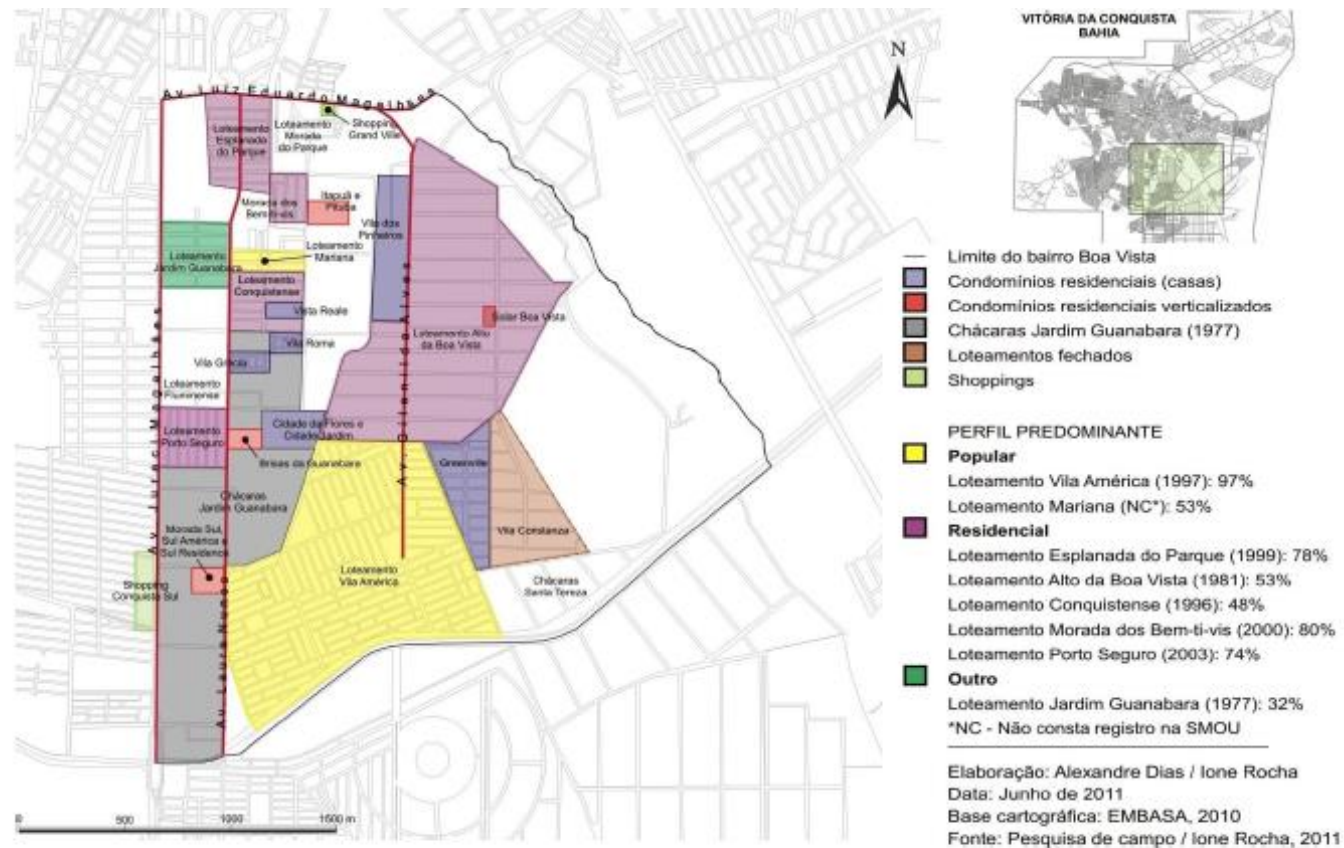 Av. Luiz Eduardo Magalhães
Loteamento
Esplanada
do Parque
Loteamento
Morada
do Parque
Shopping
Grand Ville
Morada dos
Bem-ti-vis
Itapuã e
Pituba
Vila dos
Pinheiros
Loteamento
Jardim Guanabara
Loteamento
Mariana
Loteamento
Conquistense
Vista Reale
Solar Boa Vista
Loteamento Alto
da Boa Vista
Vila Roma
Vila Grécia
Loteamento
Fluminense
Loteamento
Porto Seguro
Cidade da Flores e
Cidade Jardim
Brisas da Guanabara
Greenville
Vila Constanza
Chácaras
Jardim Guanabara
Morada Sul,
Sul América e
Sul Residence
Shopping
Conquista Sul
Loteamento
Vila América
Chácaras
Santa Tereza
Av. Juraci Magalhães
Av. Olenilda Alves
N
0 500 1000 1500 m
VITÓRIA DA CONQUISTA
BAHIA
Limite do bairro Boa Vista
Condomínios residenciais (casas)
Condomínios residenciais verticalizados
Chácaras Jardim Guanabara (1977)
Loteamentos fechados
Shoppings
PERFIL PREDOMINANTE
Popular
Loteamento Vila América (1997): 97%
Loteamento Mariana (NC*): 53%
Residencial
Loteamento Esplanada do Parque (1999): 78%
Loteamento Alto da Boa Vista (1981): 53%
Loteamento Conquistense (1996): 48%
Loteamento Morada dos Bem-ti-vis (2000): 80%
Loteamento Porto Seguro (2003): 74%
Outro
Loteamento Jardim Guanabara (1977): 32%
*NC - Não consta registro na SMOU
Elaboração: Alexandre Dias / Ione Rocha
Data: Junho de 2011
Base cartográfica: EMBASA, 2010
Fonte: Pesquisa de campo / Ione Rocha, 2011